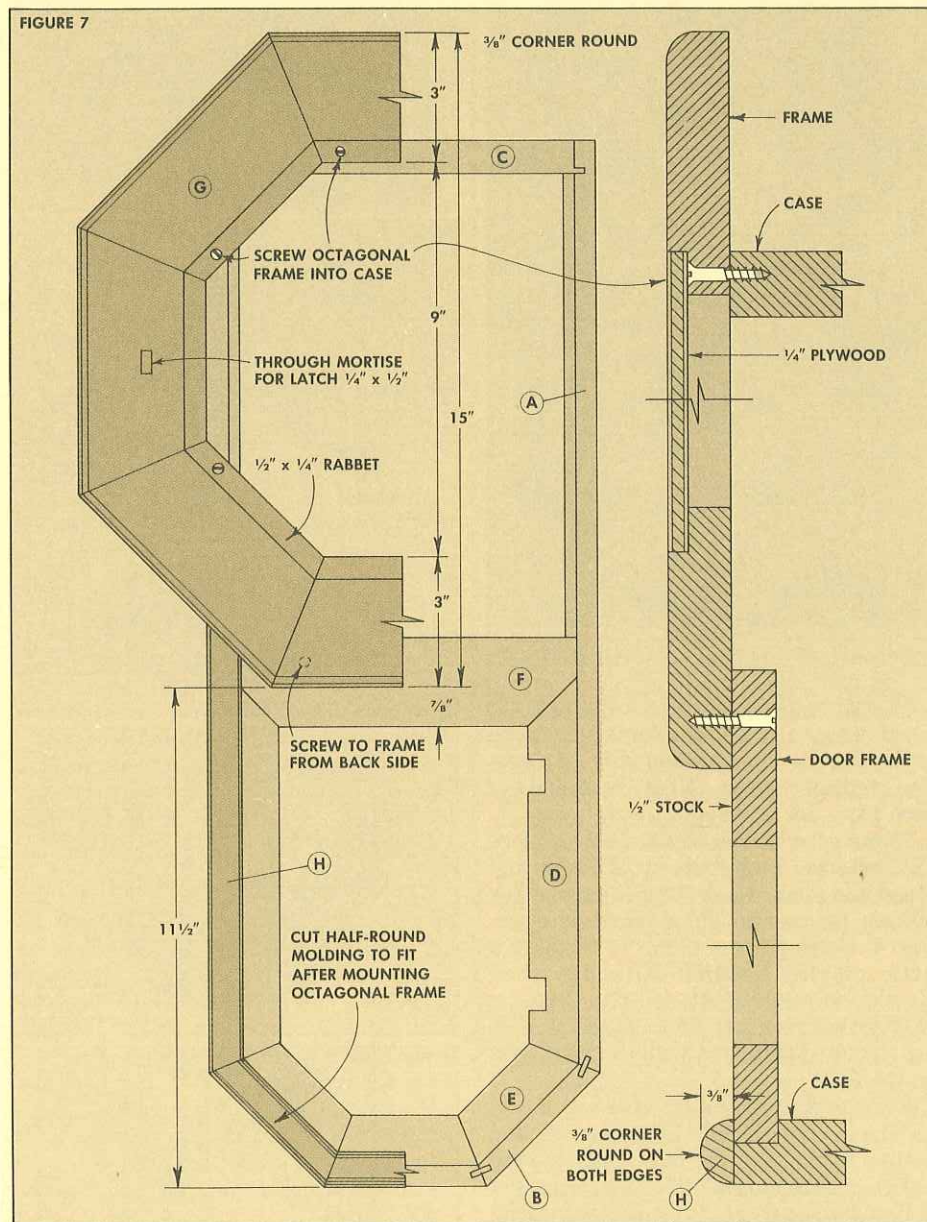 FIGURE 7
3/8" CORNER ROUND
3"
FRAME
C
G
CASE
SCREW OCTAGONAL
FRAME INTO CASE
9"
THROUGH MORTISE
FOR LATCH 1/4" x 1/2"
1/4" PLYWOOD
A
15"
1/2" x 1/4" RABBET
3"
F
7/8"
SCREW TO FRAME
FROM BACK SIDE
DOOR FRAME
1/2" STOCK
H
D
11 1/2"
CUT HALF-ROUND
MOLDING TO FIT
AFTER MOUNTING
OCTAGONAL FRAME
E
3/8"
CASE
3/8" CORNER
ROUND ON
BOTH EDGES
B
H